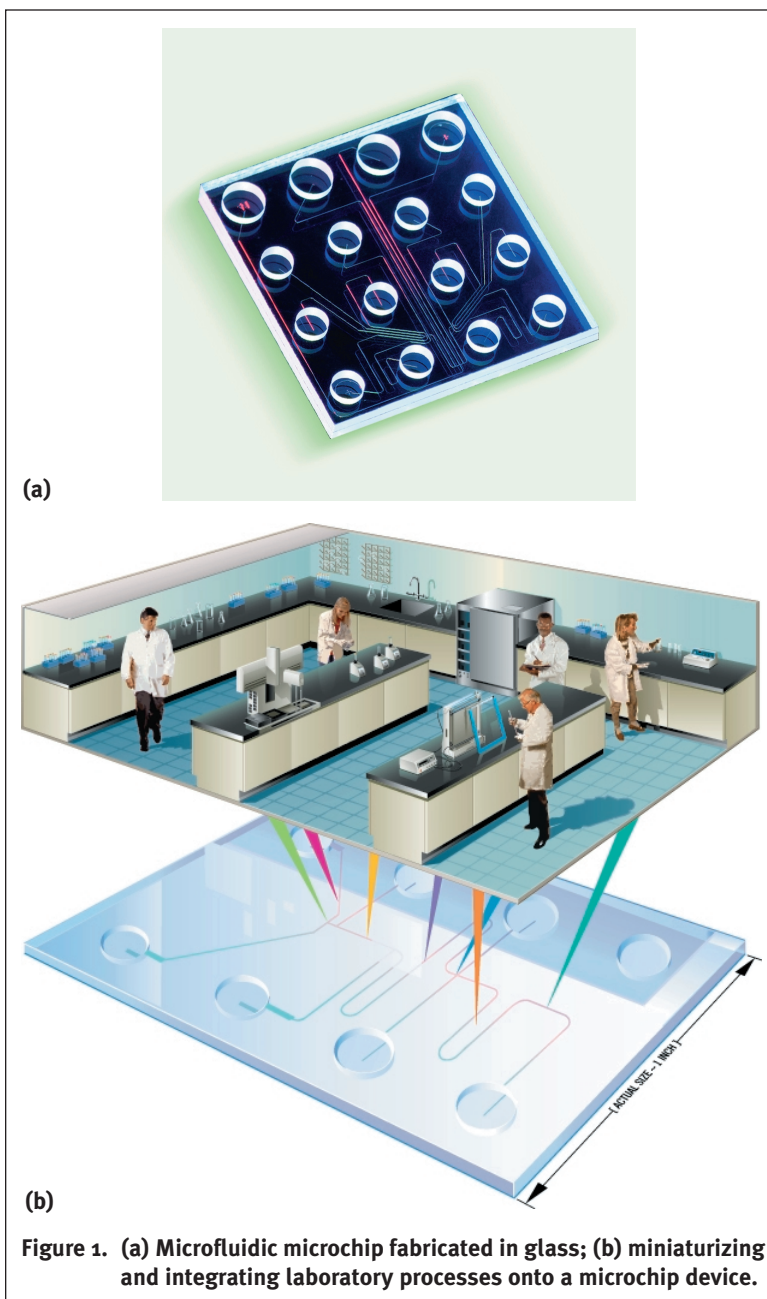 (a)
[ ACTUAL SIZE ~ 1 INCH ]
(b)
Figure 1. (a) Microfluidic microchip fabricated in glass; (b) miniaturizing
and integrating laboratory processes onto a microchip device.